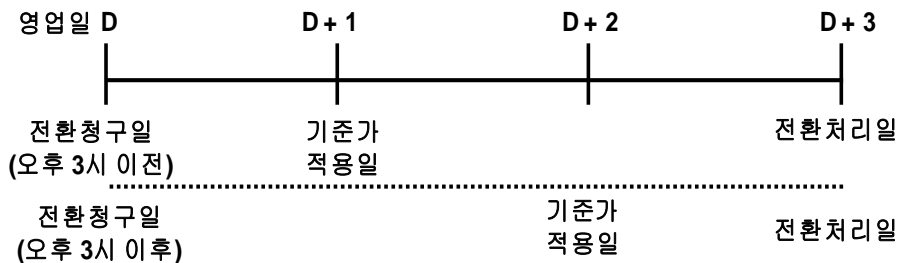 영업일 D D + 1 D + 2 D + 3
전환청구일 기준가 전환처리일
(오후 3시 이전) 적용일
전환청구일 기준가 전환처리일
(오후 3시 이후) 적용일